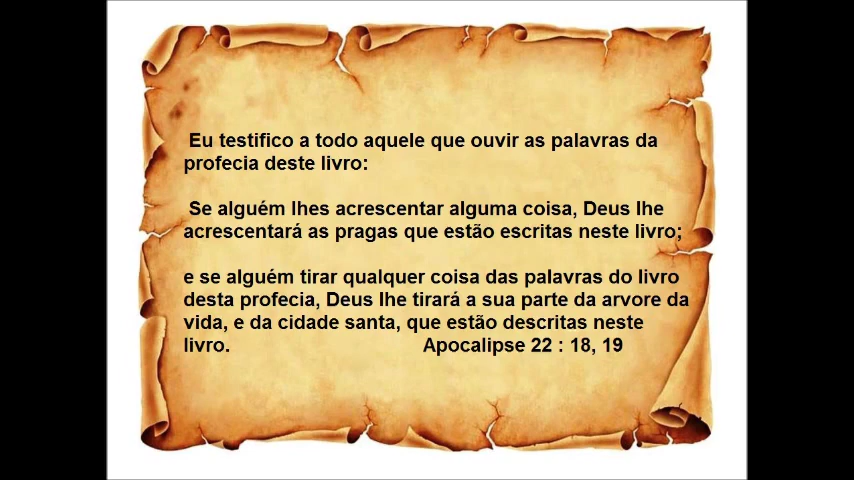 Eu testifico a todo aquele que ouvir as palavras da
profecia deste livro:
Se alguém lhes acrescentar alguma coisa, Deus lhe
acrescentará as pragas que estão escritas neste livro;
e se alguém tirar qualquer coisa das palavras do livro
desta profecia, Deus lhe tirará a sua parte da arvore da
vida, e da cidade santa, que estão descritas neste
livro. Apocalipse 22 : 18, 19